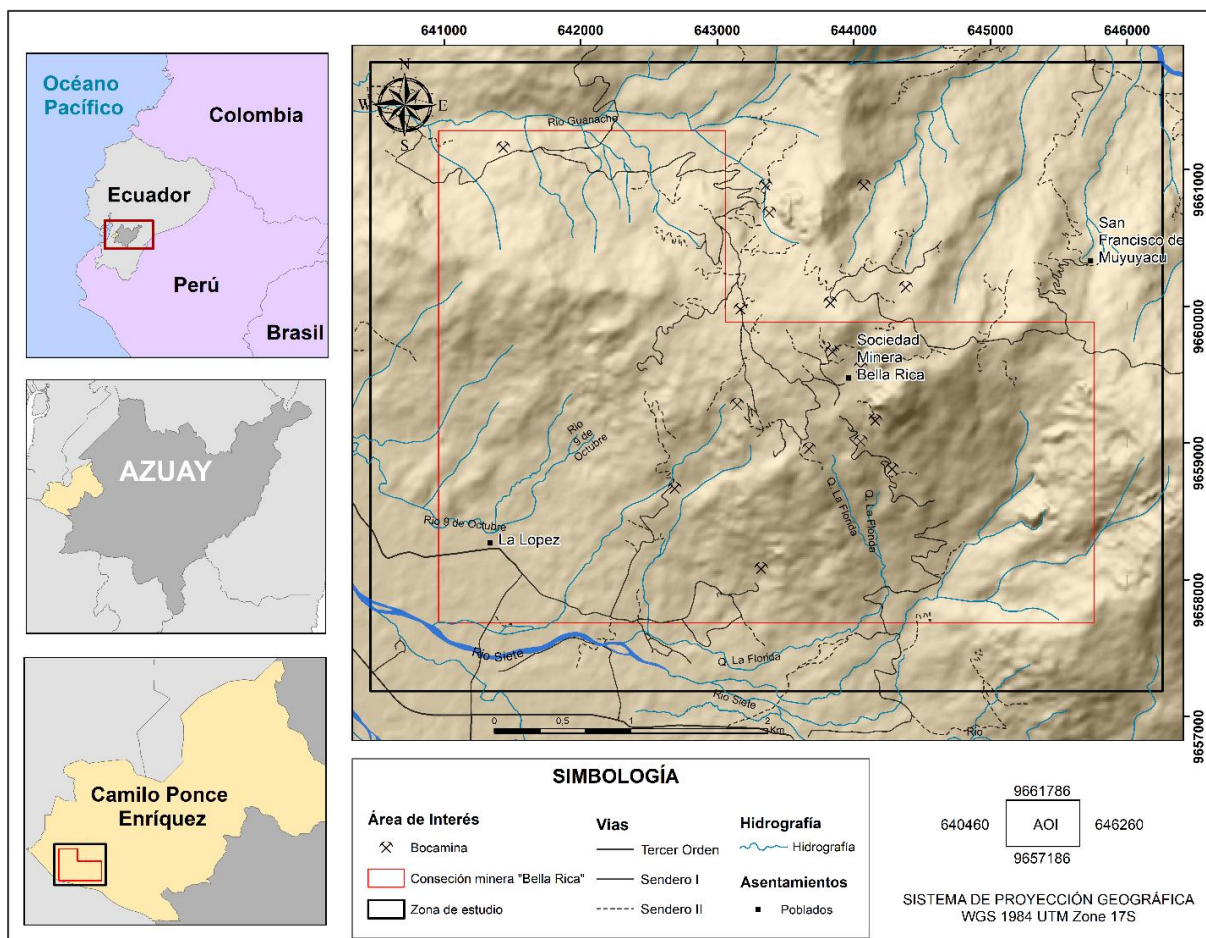 641000 642000 643000 644000 645000 646000
Océano
Pacífico
Colombia
Ecuador
Perú
Brasil
AZUAY
Camilo Ponce
Enríquez
N
W E
S
Rio Guanache
San
Francisco de
Muyuyacu
Sociedad
Minera
Bella Rica
Rio
9 de
Octubre
Rio 9 de Octubre
La Lopez
Q. La Florida
Q. La Florida
Rio Siete
Q. La Florida
Rio Siete
Rio
0 0,5 1 2
Km
9661000
9660000
9659000
9658000
9657000
SIMBOLOGÍA
Área de Interés
Bocamina
Conseción minera "Bella Rica"
Zona de estudio
Vias
Tercer Orden
Sendero I
Sendero II
Hidrografía
Hidrografía
Asentamientos
Poblados
9661786
640460 AOI 646260
9657186
SISTEMA DE PROYECCIÓN GEOGRÁFICA
WGS 1984 UTM Zone 17S